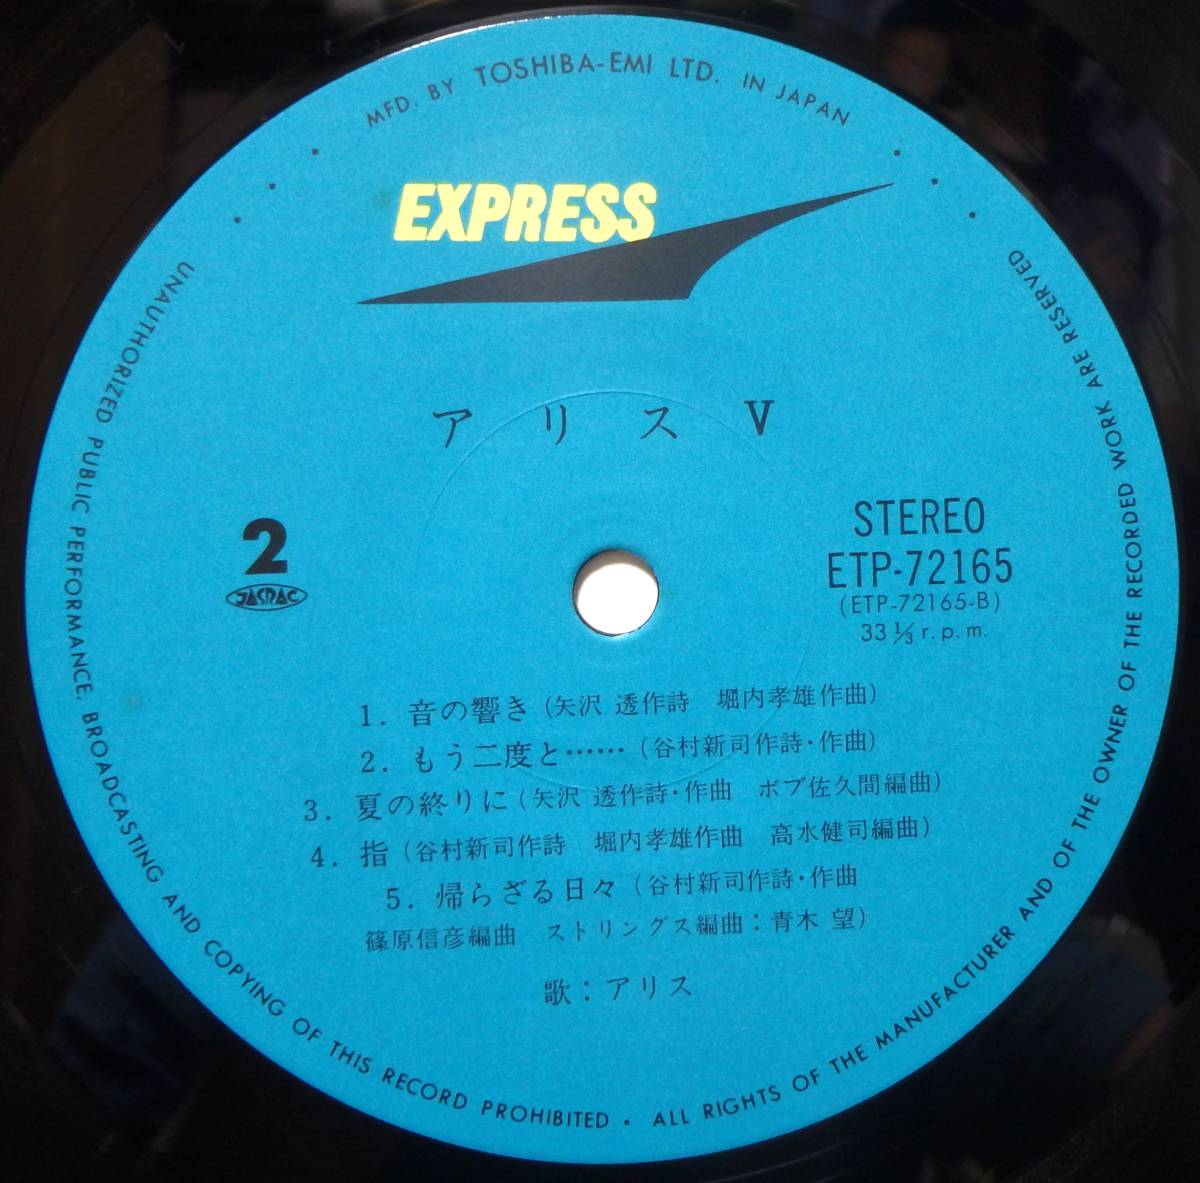 MFD. BY TOSHIBA-EMI LTD. IN JAPAN
EXPRESS
アリス V
2
JASRAC
STEREO
ETP-72165
(ETP-72165-B)
33 1/3 r.p.m.
1. 音の響き (矢沢 透作詩 堀内孝雄作曲)
2. もう二度と…… (谷村新司作詩・作曲)
3. 夏の終りに (矢沢 透作詩・作曲 ボブ佐久間編曲)
4. 指 (谷村新司作詩 堀内孝雄作曲 高水健司編曲)
5. 帰らざる日々 (谷村新司作詩・作曲
篠原信彦編曲 ストリングス編曲：青木 望)
歌：アリス
UNAUTHORIZED PUBLIC PERFORMANCE, BROADCASTING AND COPYING OF THIS RECORD PROHIBITED • ALL RIGHTS OF THE MANUFACTURER AND OF THE OWNER OF THE RECORDED WORK ARE RESERVED